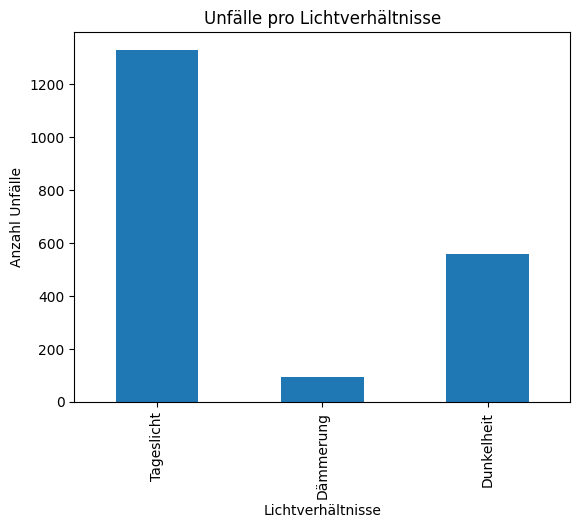 Unfälle pro Lichtverhältnisse
Anzahl Unfälle
1200
1000
800
600
400
200
0
Tageslicht
Dämmerung
Dunkelheit
Lichtverhältnisse